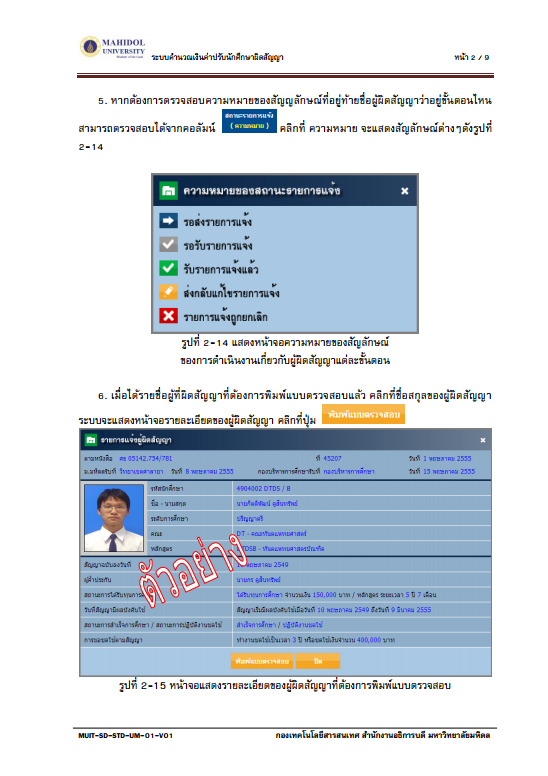 MAHIDOL
UNIVERSITY
ระบบคำนวณเงินค่าปรับนักศึกษาผิดสัญญา
หน้า 2 / 9
5. หากต้องการตรวจสอบความหมายของสัญญลักษณ์ที่อยู่ท้ายชื่อผู้ผิดสัญญาว่าอยู่ขั้นตอนไหน
สามารถตรวจสอบได้จากคอลัมน์ สถานะรายการแจ้ง (ความหมาย) คลิกที่ ความหมาย จะแสดงสัญลักษณ์ต่างๆดังรูปที่
2-14
ความหมายของสถานะรายการแจ้ง
รอส่งรายการแจ้ง
รอรับรายการแจ้ง
รับรายการแจ้งแล้ว
ส่งกลับแก้ไขรายการแจ้ง
รายการแจ้งถูกยกเลิก
รูปที่ 2-14 แสดงหน้าจอความหมายของสัญลักษณ์
ของการดำเนินงานเกี่ยวกับผู้ผิดสัญญาแต่ละขั้นตอน
6. เมื่อได้รายชื่อผู้ที่ผิดสัญญาที่ต้องการพิมพ์แบบตรวจสอบแล้ว คลิกที่ชื่อสกุลของผู้ผิดสัญญา
ระบบจะแสดงหน้าจอรายละเอียดของผู้ผิดสัญญา คลิกที่ปุ่ม พิมพ์แบบตรวจสอบ
รายการแจ้งผู้ผิดสัญญา
ตามหนังสือ ศธ 05142.754/781 ที่ 45207 วันที่ 1 พฤษภาคม 2555
ม.มหิดลรับที่ วิทยาเขตศาลายา วันที่ 8 พฤษภาคม 2555 กองบริหารการศึกษารับที่ กองบริหารการศึกษา วันที่ 15 พฤษภาคม 2555
รหัสนักศึกษา 4904002 DTDS / B
ชื่อ - นามสกุล
ระดับการศึกษา ปริญญาตรี
คณะ DT - คณะทันตแพทยศาสตร์
หลักสูตร DTDSB - ทันตแพทยศาสตรบัณฑิต
ตัวอย่าง
สัญญาฉบับลงวันที่ พฤษภาคม 2549
ผู้ค้ำประกัน
สถานะการได้รับทุนการศึกษา ได้รับทุนการศึกษา จำนวนเงิน 150,000 บาท / หลักสูตร ระยะเวลา 5 ปี 7 เดือน
วันที่สัญญามีผลบังคับใช้ สัญญาเริ่มมีผลบังคับใช้เมื่อวันที่ 10 พฤษภาคม 2549 ถึงวันที่ 9 มีนาคม 2555
สถานะการสำเร็จการศึกษา / สถานะการปฏิบัติงานชดใช้ สำเร็จการศึกษา / ปฏิบัติงานชดใช้
การชดใช้ตามสัญญา ทำงานชดใช้เป็นเวลา 3 ปี หรือชดใช้เงินจำนวน 400,000 บาท
พิมพ์แบบตรวจสอบ ปิด
รูปที่ 2-15 หน้าจอแสดงรายละเอียดของผู้ผิดสัญญาที่ต้องการพิมพ์แบบตรวจสอบ
MUIT-SD-STD-UM-01-V01
กองเทคโนโลยีสารสนเทศ สำนักงานอธิการบดี มหาวิทยาลัยมหิดล